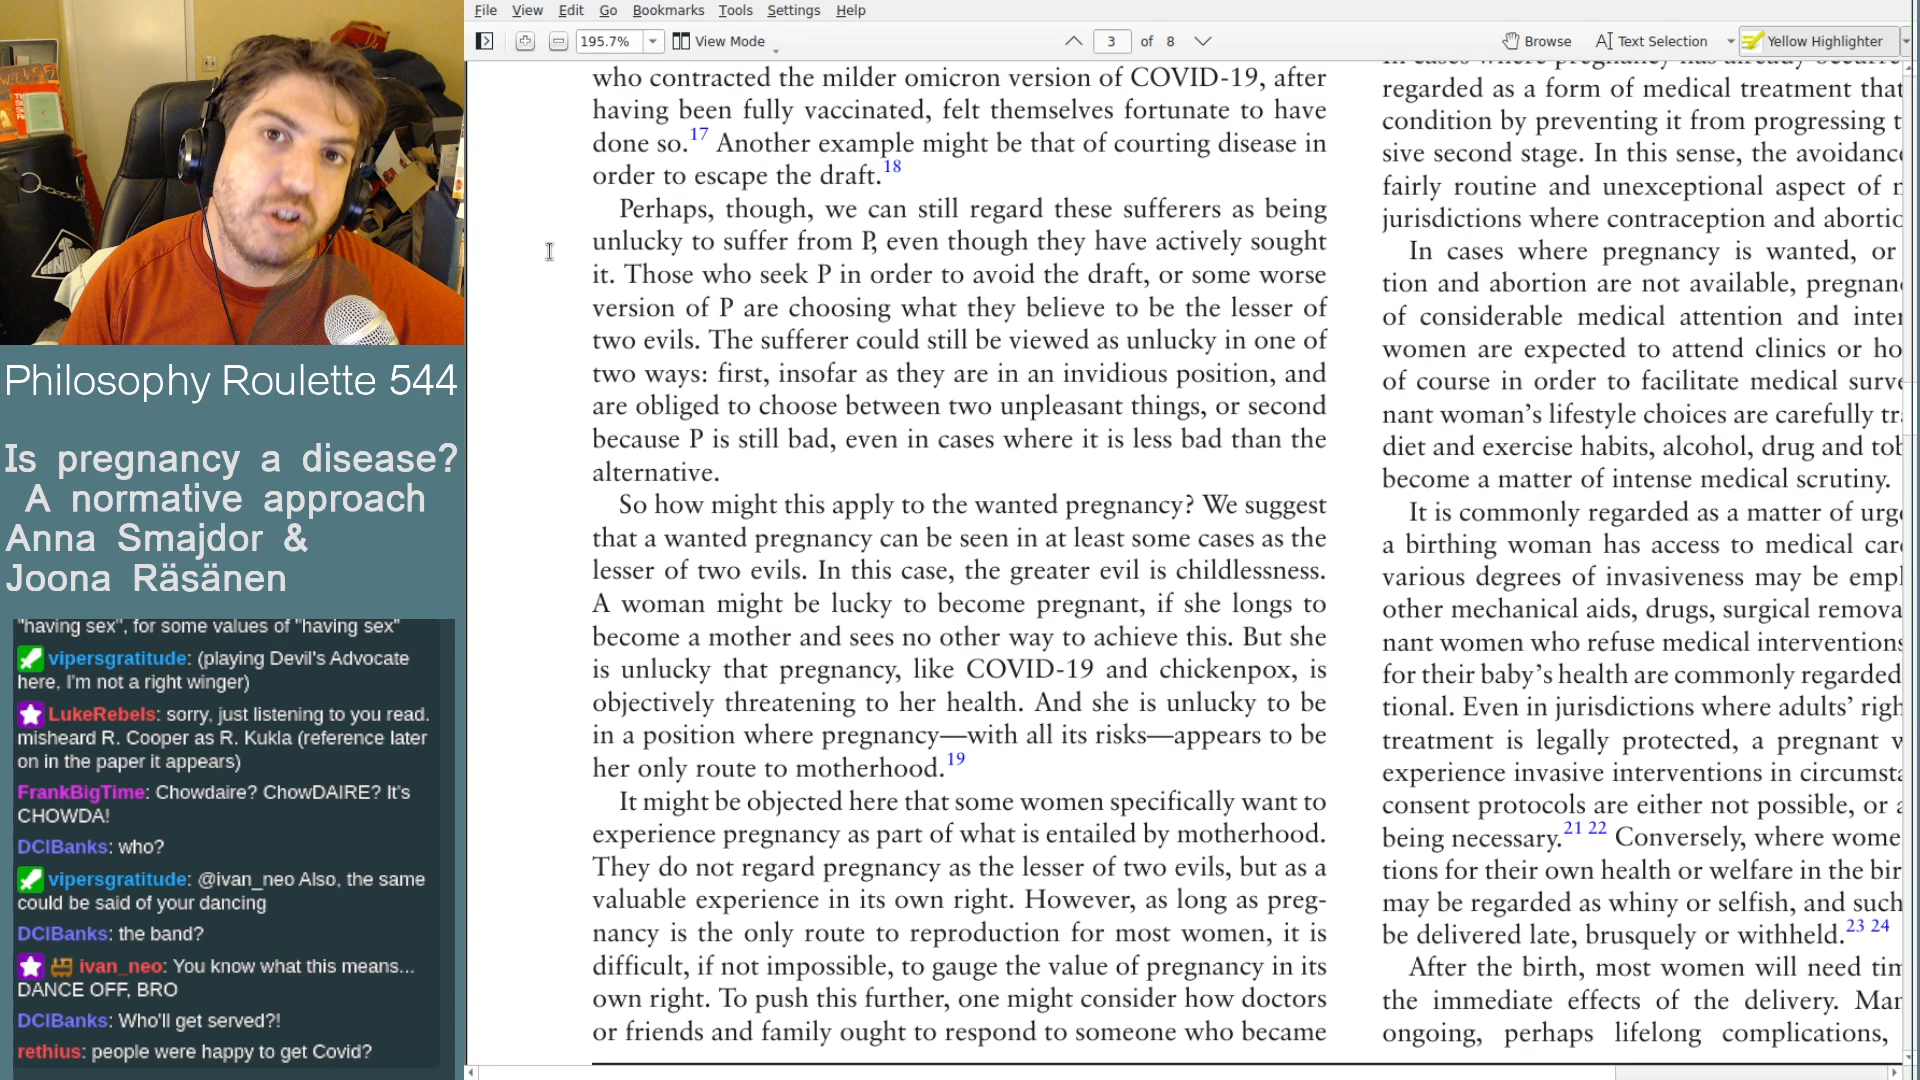 File View Edit Go Bookmarks Tools Settings Help
195.7% View Mode 3 of 8 Browse Text Selection Yellow Highlighter
who contracted the milder omicron version of COVID-19, after
having been fully vaccinated, felt themselves fortunate to have
done so.17 Another example might be that of courting disease in
order to escape the draft.18
Perhaps, though, we can still regard these sufferers as being
unlucky to suffer from P, even though they have actively sought
it. Those who seek P in order to avoid the draft, or some worse
version of P are choosing what they believe to be the lesser of
two evils. The sufferer could still be viewed as unlucky in one of
two ways: first, insofar as they are in an invidious position, and
are obliged to choose between two unpleasant things, or second
because P is still bad, even in cases where it is less bad than the
alternative.
So how might this apply to the wanted pregnancy? We suggest
that a wanted pregnancy can be seen in at least some cases as the
lesser of two evils. In this case, the greater evil is childlessness.
A woman might be lucky to become pregnant, if she longs to
become a mother and sees no other way to achieve this. But she
is unlucky that pregnancy, like COVID-19 and chickenpox, is
objectively threatening to her health. And she is unlucky to be
in a position where pregnancy—with all its risks—appears to be
her only route to motherhood.19
It might be objected here that some women specifically want to
experience pregnancy as part of what is entailed by motherhood.
They do not regard pregnancy as the lesser of two evils, but as a
valuable experience in its own right. However, as long as preg-
nancy is the only route to reproduction for most women, it is
difficult, if not impossible, to gauge the value of pregnancy in its
own right. To push this further, one might consider how doctors
or friends and family ought to respond to someone who became
regarded as a form of medical treatment that
condition by preventing it from progressing t
sive second stage. In this sense, the avoidanc
fairly routine and unexceptional aspect of
jurisdictions where contraception and abortio
In cases where pregnancy is wanted, or
tion and abortion are not available, pregnan
of considerable medical attention and inter
women are expected to attend clinics or ho
of course in order to facilitate medical surve
nant woman's lifestyle choices are carefully tr
diet and exercise habits, alcohol, drug and tob
become a matter of intense medical scrutiny.
It is commonly regarded as a matter of urge
a birthing woman has access to medical car
various degrees of invasiveness may be empl
other mechanical aids, drugs, surgical remova
nant women who refuse medical interventions
for their baby's health are commonly regarded
tional. Even in jurisdictions where adults' righ
treatment is legally protected, a pregnant
experience invasive interventions in circumsta
consent protocols are either not possible, or
being necessary.21 22 Conversely, where wome
tions for their own health or welfare in the bir
may be regarded as whiny or selfish, and such
be delivered late, brusquely or withheld.23 24
After the birth, most women will need tim
the immediate effects of the delivery. Man
ongoing, perhaps lifelong complications,
Philosophy Roulette 544
Is pregnancy a disease?
A normative approach
Anna Smajdor &
Joona Räsänen
"having sex", for some values of "having sex"
vipersgratitude: (playing Devil's Advocate
here, I'm not a right winger)
LukeRebels: sorry, just listening to you read.
misheard R. Cooper as R. Kukla (reference later
on in the paper it appears)
FrankBigTime: Chowdaire? ChowDAIRE? It's
CHOWDA!
DCIBanks: who?
vipersgratitude: @ivan_neo Also, the same
could be said of your dancing
DCIBanks: the band?
ivan_neo: You know what this means...
DANCE OFF, BRO
DCIBanks: Who'll get served?!
rethius: people were happy to get Covid?